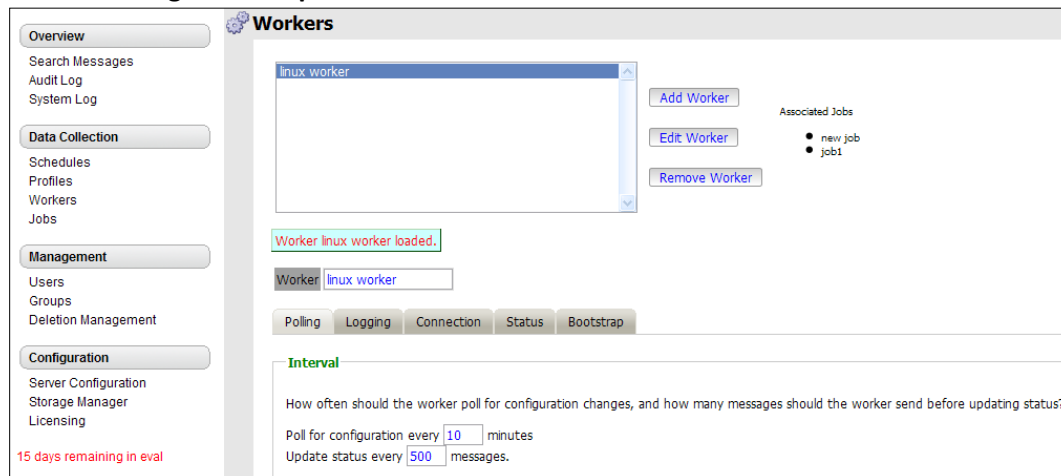 Workers
Overview
Search Messages
Audit Log
System Log
Data Collection
Schedules
Profiles
Workers
Jobs
Management
Users
Groups
Deletion Management
Configuration
Server Configuration
Storage Manager
Licensing
15 days remaining in eval
linux worker
Add Worker
Edit Worker
Remove Worker
Associated Jobs
new job
job1
Worker linux worker loaded.
Worker linux worker
Polling Logging Connection Status Bootstrap
Interval
How often should the worker poll for configuration changes, and how many messages should the worker send before updating status?
Poll for configuration every 10 minutes
Update status every 500 messages.